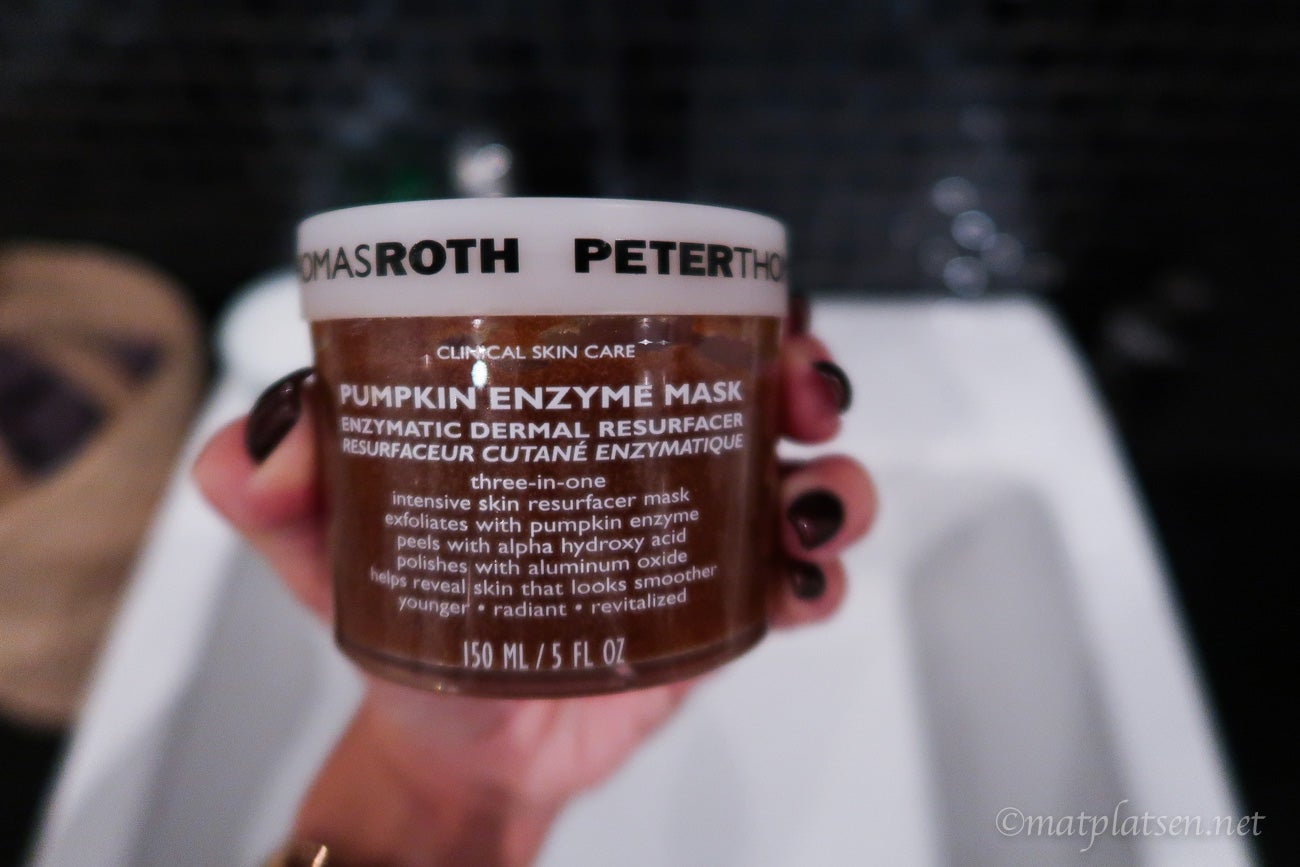 OMASROTH PETERTHO
CLINICAL SKIN CARE
PUMPKIN ENZYME MASK
ENZYMATIC DERMAL RESURFACER
RESURFACEUR CUTANÉ ENZYMATIQUE
three-in-one
intensive skin resurfacer mask
exfoliates with pumpkin enzyme
peels with alpha hydroxy acid
polishes with aluminum oxide
helps reveal skin that looks smoother
younger • radiant • revitalized
150 ML / 5 FL OZ
©matplatsen.net